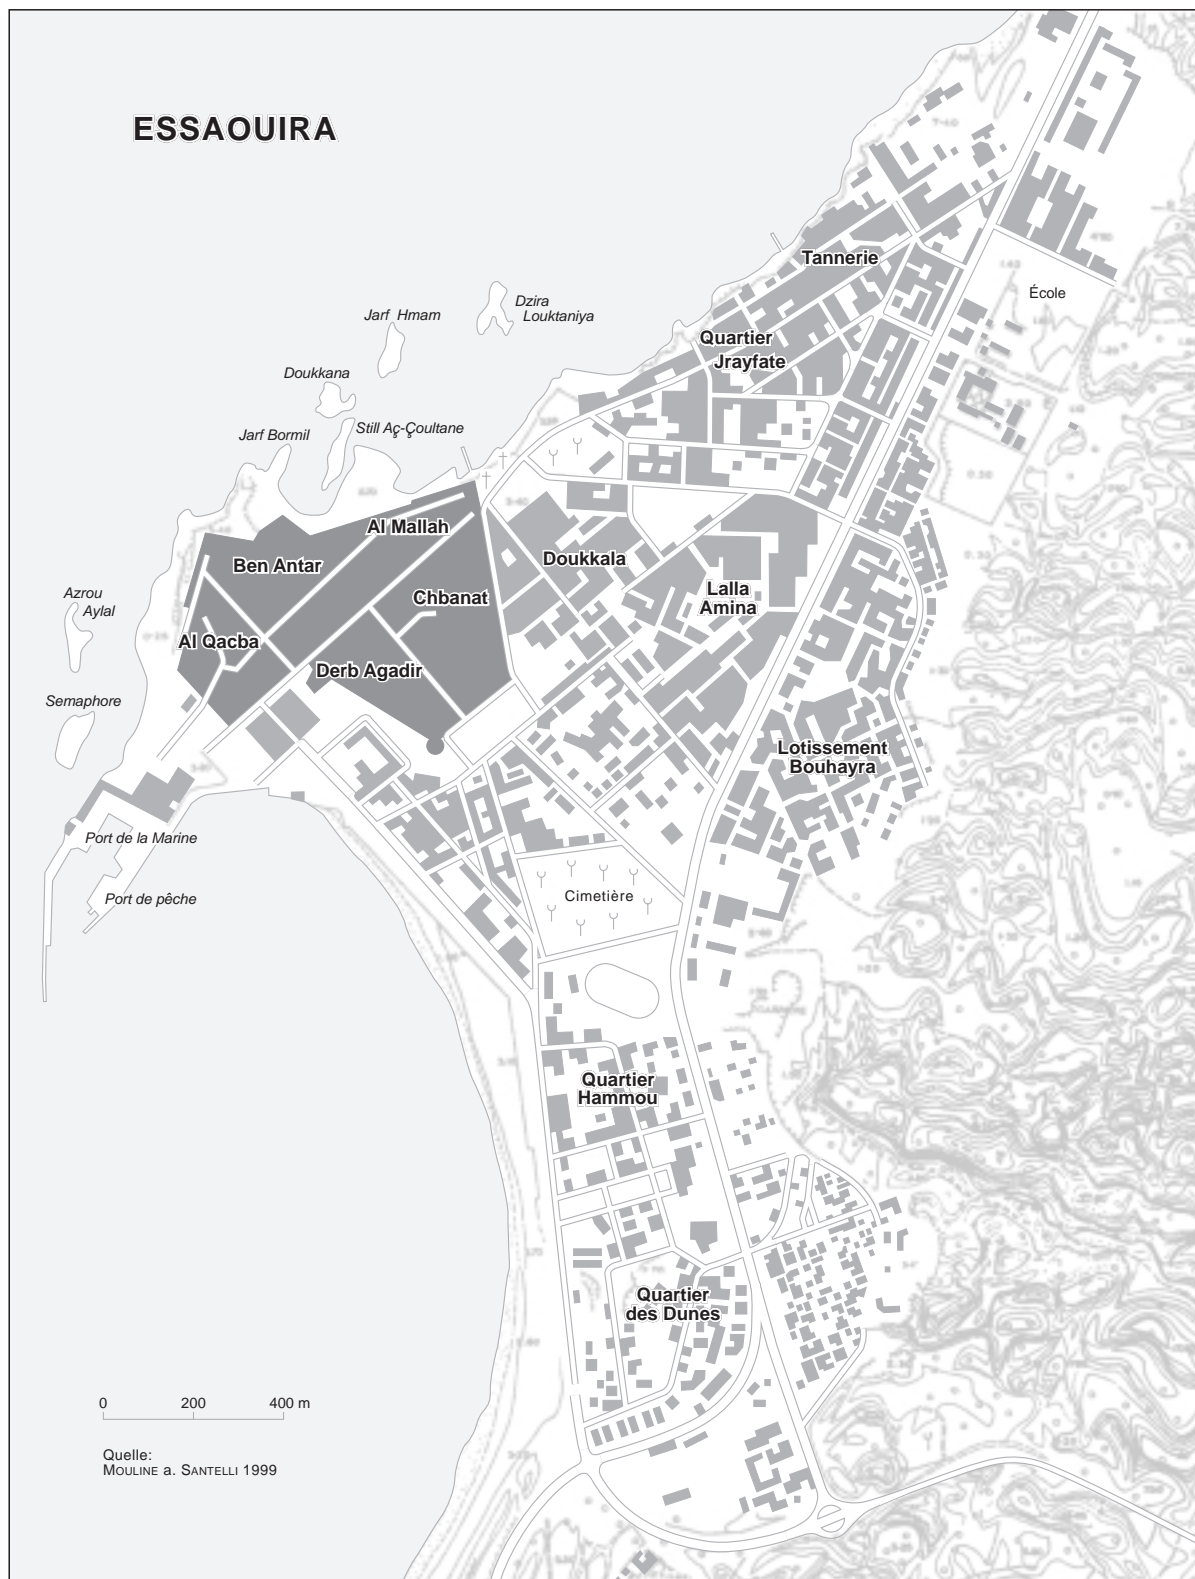 ESSAOUIRA
Tannerie
École
Dzira
Louktaniya
Jarf Hmam
Quartier
Jrayfate
Doukkana
Still Aç-Çoultane
Jarf Bormil
Al Mallah
Ben Antar
Doukkala
Chbanat
Lalla
Amina
Azrou
Aylal
Al Qacba
Derb Agadir
Semaphore
Lotissement
Bouhayra
Port de la Marine
Cimetière
Port de pêche
Quartier
Hammou
Quartier
des Dunes
0 200 400 m
Quelle:
MOULINE a. SANTELLI 1999